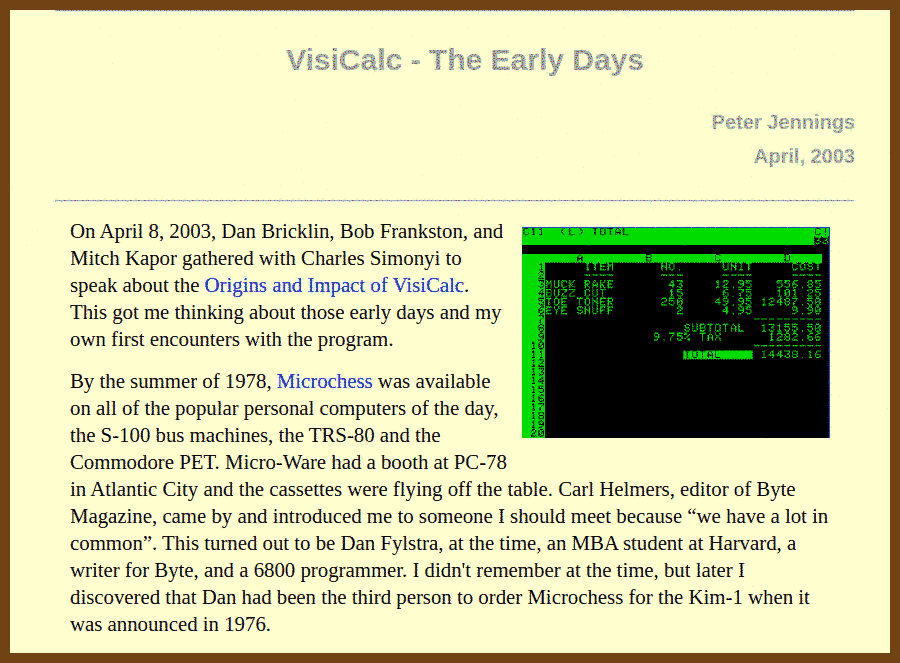 VisiCalc - The Early Days
Peter Jennings
April, 2003
On April 8, 2003, Dan Bricklin, Bob Frankston, and
Mitch Kapor gathered with Charles Simonyi to
speak about the Origins and Impact of VisiCalc.
This got me thinking about those early days and my
own first encounters with the program.
C11 (L) TOTAL C!
A B C D
ITEM NO. UNIT COST
MUCK RAKE 43 12.95 556.85
BUZZ CUT 15 6.75 101.25
TOE TONER 250 49.95 12487.50
EYE SNUFF 2 4.95 9.90
SUBTOTAL 13155.50
9.75% TAX 1282.66
TOTAL 14438.16
By the summer of 1978, Microchess was available
on all of the popular personal computers of the day,
the S-100 bus machines, the TRS-80 and the
Commodore PET. Micro-Ware had a booth at PC-78
in Atlantic City and the cassettes were flying off the table. Carl Helmers, editor of Byte
Magazine, came by and introduced me to someone I should meet because “we have a lot in
common”. This turned out to be Dan Fylstra, at the time, an MBA student at Harvard, a
writer for Byte, and a 6800 programmer. I didn't remember at the time, but later I
discovered that Dan had been the third person to order Microchess for the Kim-1 when it
was announced in 1976.